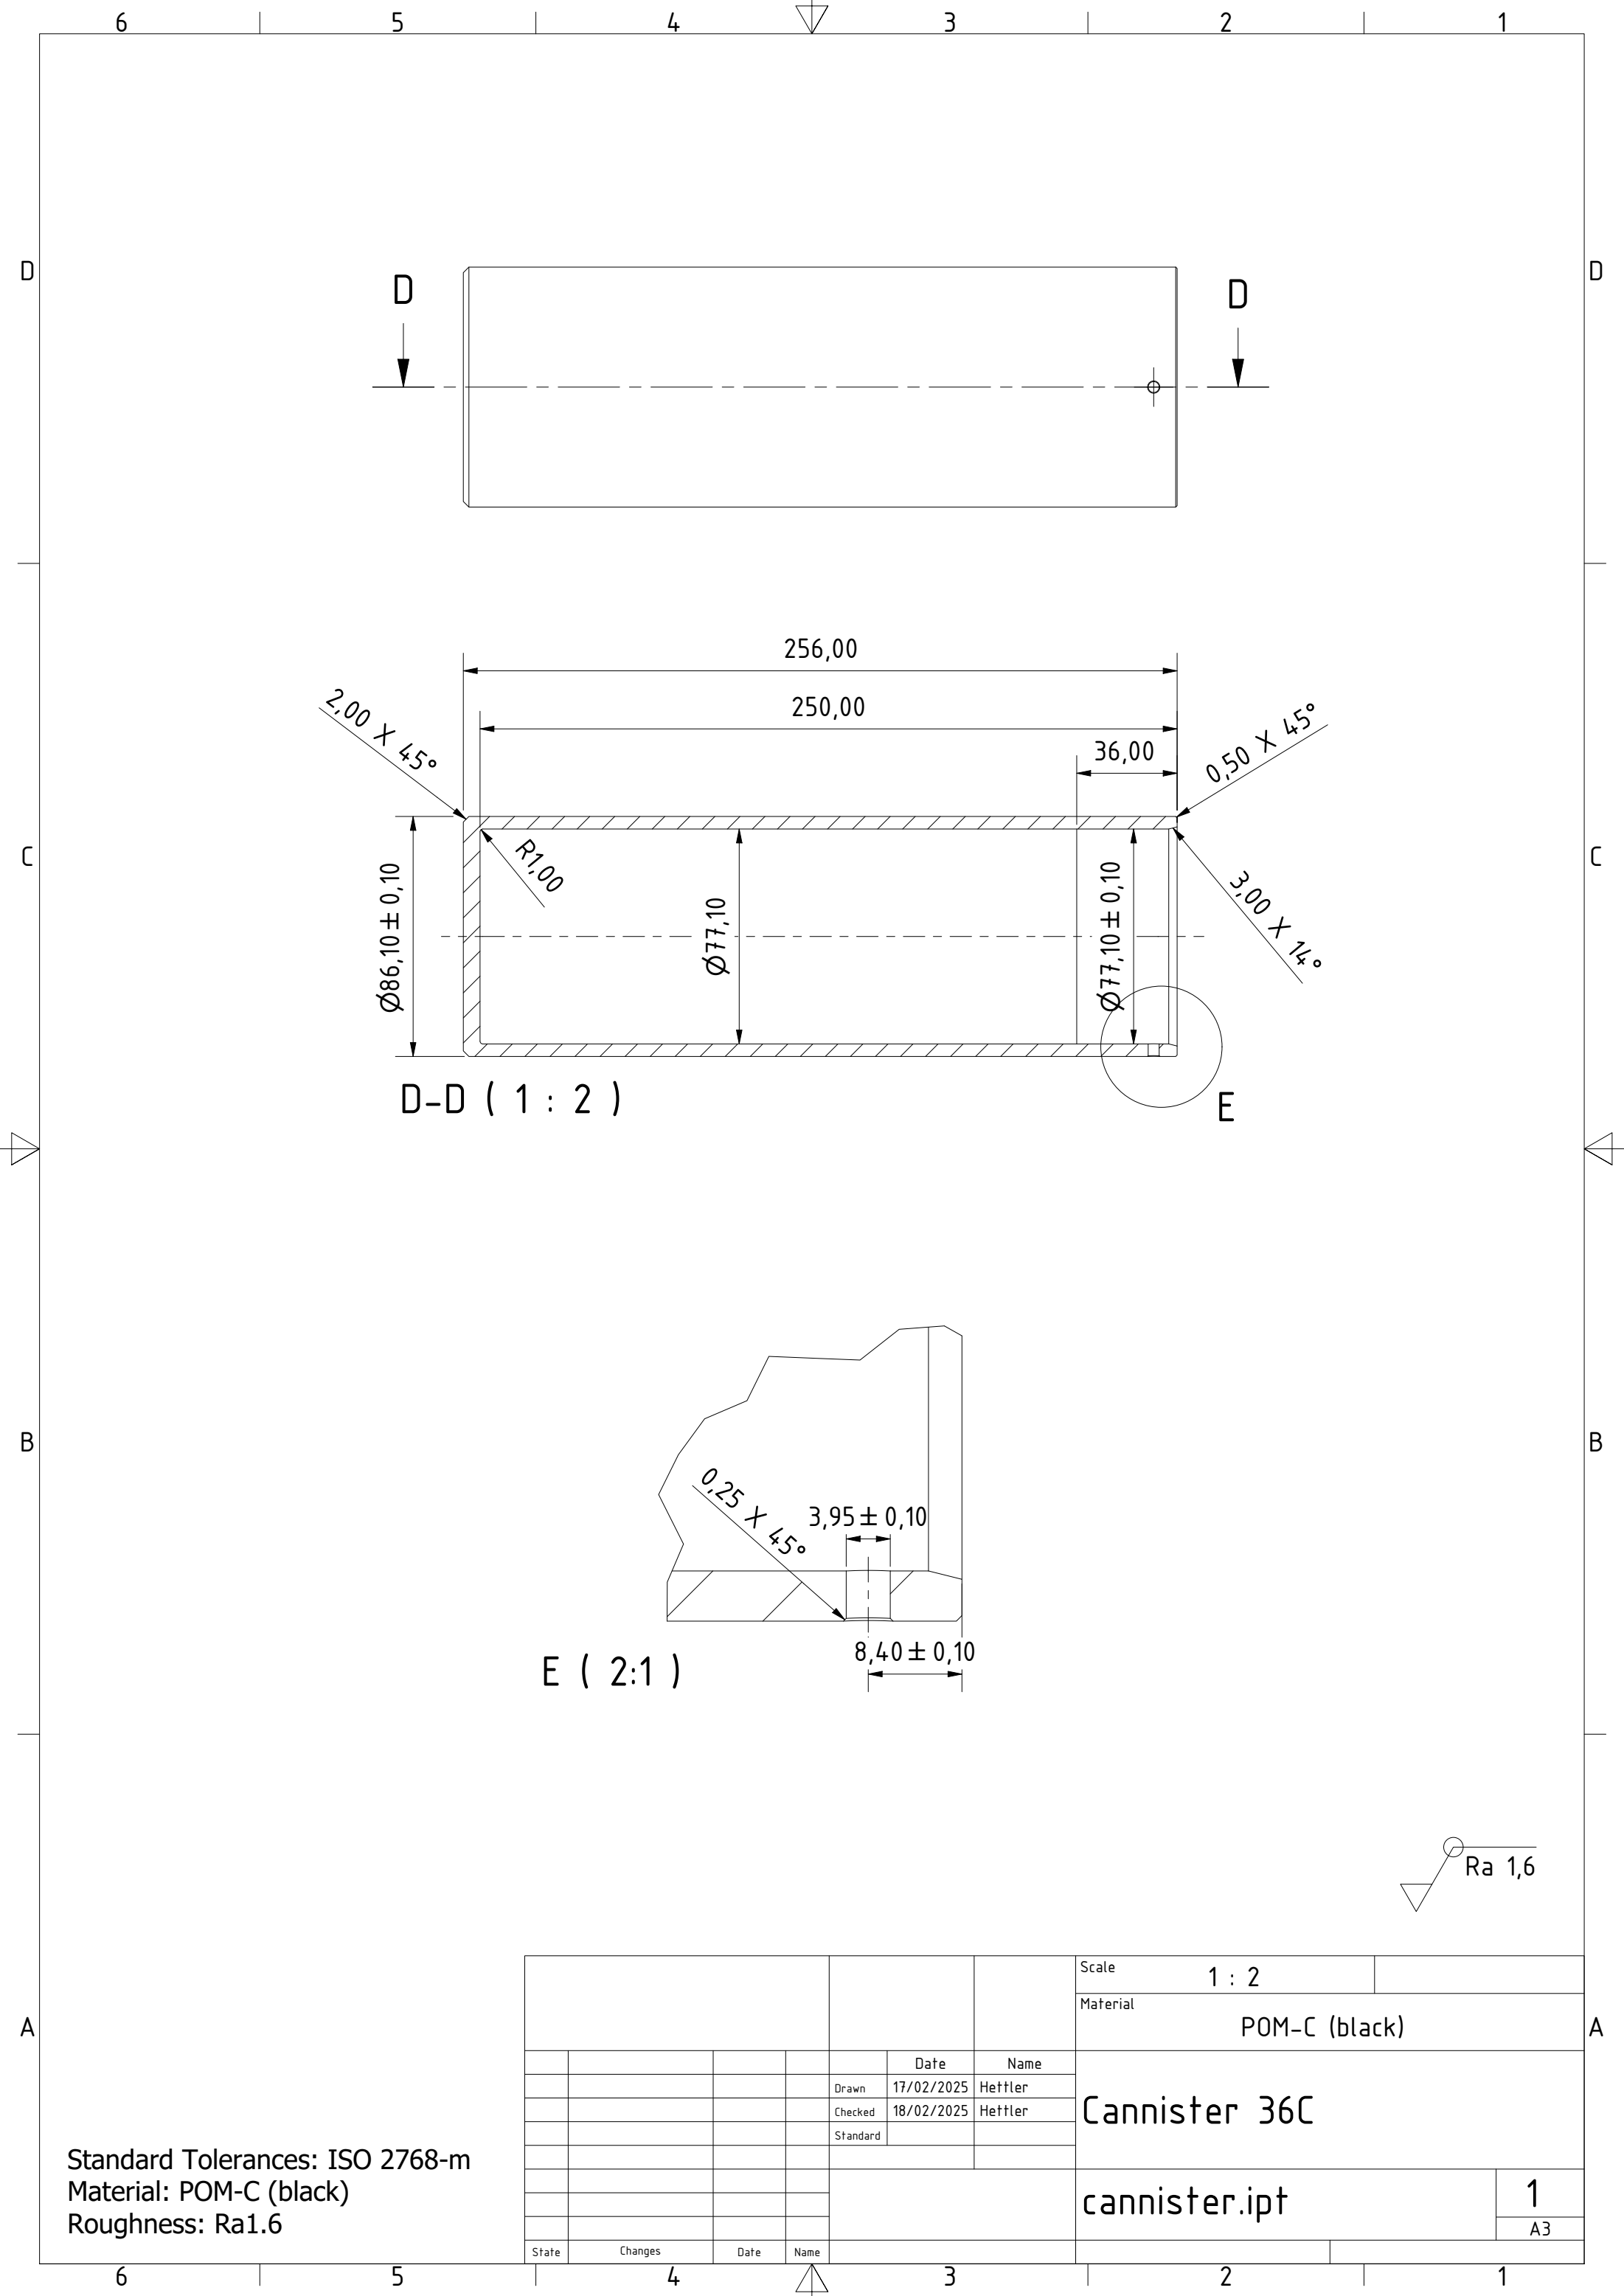 6 5 4 3 2 1
D D
D D
256,00
250,00
2,00 X 45°
36,00
0,50 X 45°
C C
R1,00
Ø86,10±0,10
Ø77,10
Ø77,10±0,10
3,00 X 14°
D-D ( 1 : 2 )
E
B B
0,25 X 45°
3,95±0,10
8,40±0,10
E ( 2:1 )
Ra 1,6
Scale
1 : 2
Material
POM-C (black)
A A
Date Name
Drawn 17/02/2025 Hettler
Checked 18/02/2025 Hettler
Standard
Cannister 36C
cannister.ipt
1
A3
State Changes Date Name
Standard Tolerances: ISO 2768-m
Material: POM-C (black)
Roughness: Ra1.6
6 5 4 3 2 1